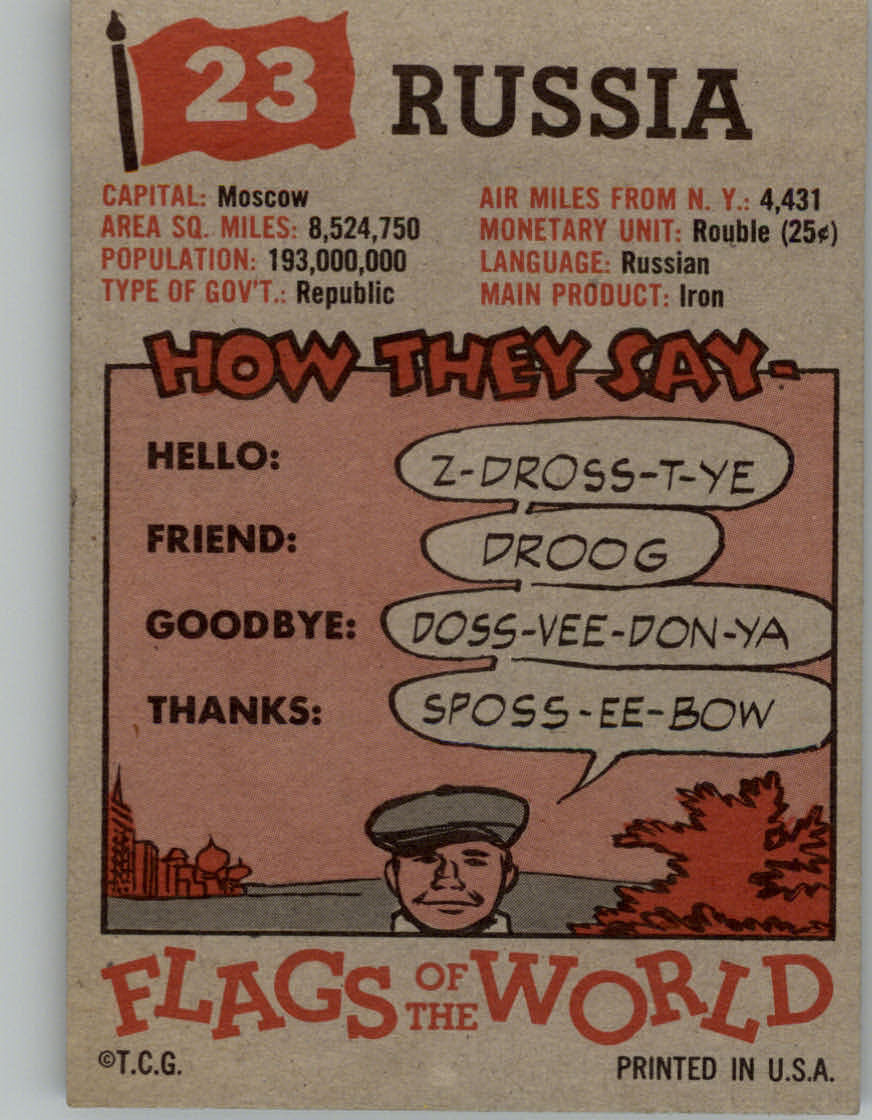 23 RUSSIA
CAPITAL: Moscow
AREA SQ. MILES: 8,524,750
POPULATION: 193,000,000
TYPE OF GOV'T.: Republic
AIR MILES FROM N. Y.: 4,431
MONETARY UNIT: Rouble (25¢)
LANGUAGE: Russian
MAIN PRODUCT: Iron
HOW THEY SAY-
HELLO: Z-DROSS-T-YE
FRIEND: DROOG
GOODBYE: DOSS-VEE-DON-YA
THANKS: SPOSS-EE-BOW
FLAGS OF THE WORLD
©T.C.G. PRINTED IN U.S.A.